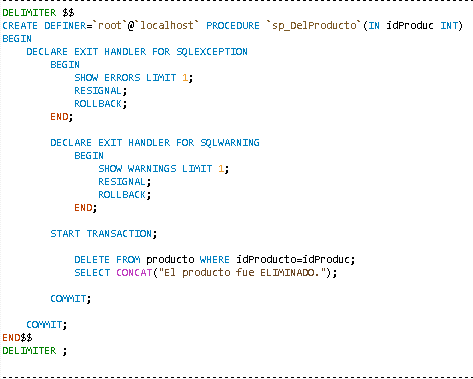 DELIMITER $$
CREATE DEFINER=`root`@`localhost` PROCEDURE `sp_DelProducto`(IN idProduc INT)
BEGIN
DECLARE EXIT HANDLER FOR SQLEXCEPTION
BEGIN
SHOW ERRORS LIMIT 1;
RESIGNAL;
ROLLBACK;
END;
DECLARE EXIT HANDLER FOR SQLWARNING
BEGIN
SHOW WARNINGS LIMIT 1;
RESIGNAL;
ROLLBACK;
END;
START TRANSACTION;
DELETE FROM producto WHERE idProducto=idProduc;
SELECT CONCAT("El producto fue ELIMINADO.");
COMMIT;
COMMIT;
END$$
DELIMITER ;